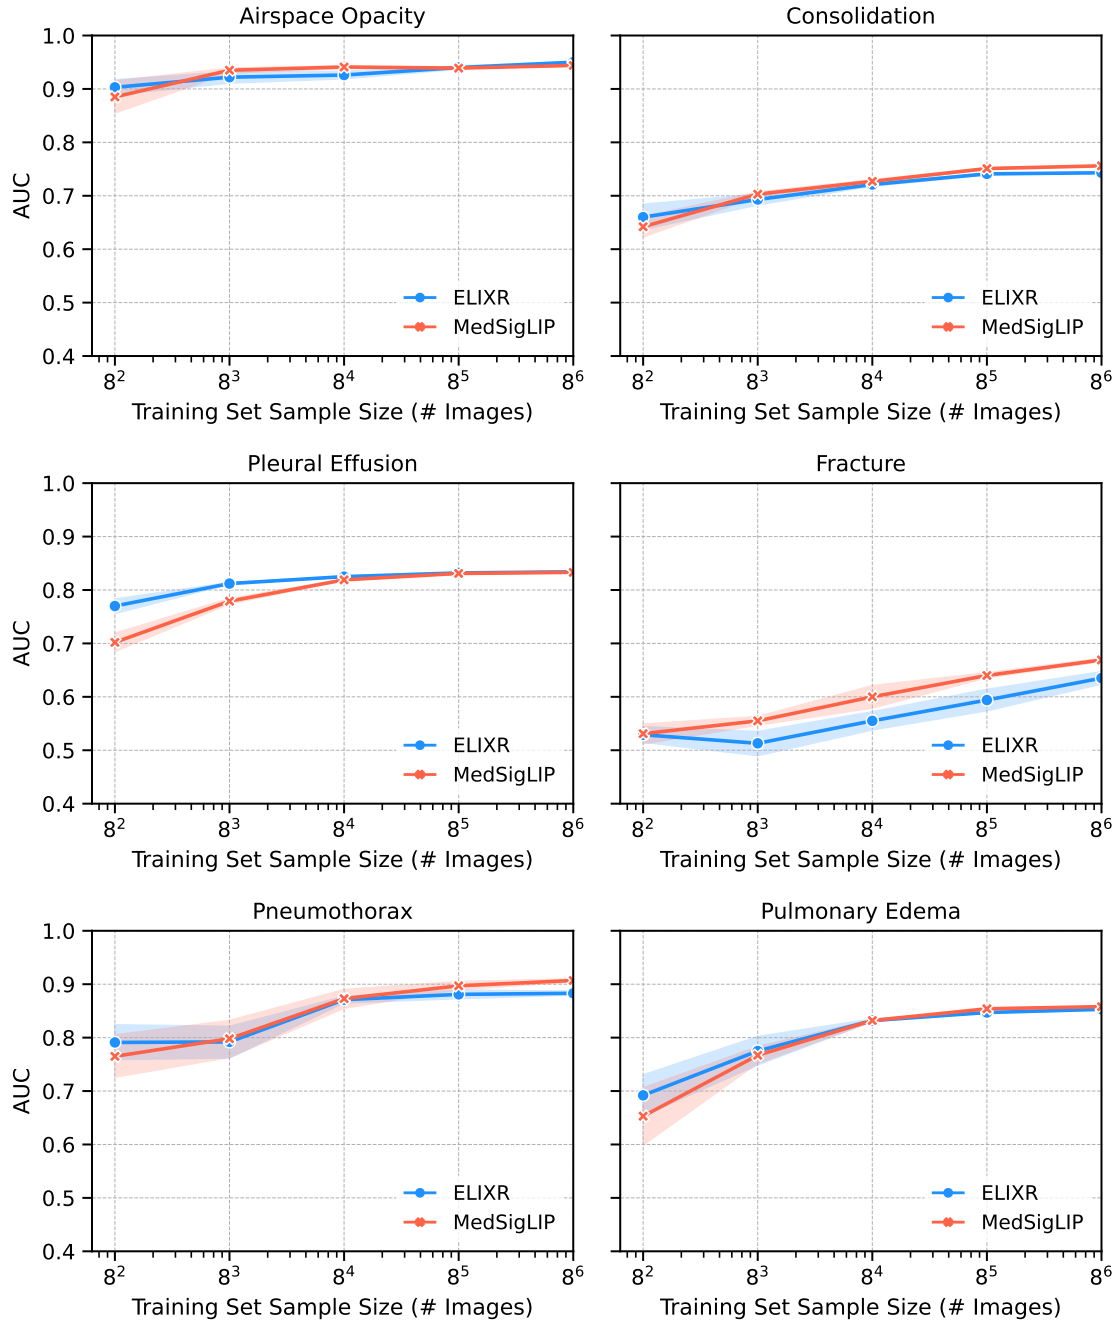 Airspace Opacity
Consolidation
1.0
0.9
0.8
0.7
0.6
0.5
0.4
AUC
ELIXR
MedSigLIP
8²
8³
8⁴
8⁵
8⁶
Training Set Sample Size (# Images)
ELIXR
MedSigLIP
8²
8³
8⁴
8⁵
8⁶
Training Set Sample Size (# Images)
Pleural Effusion
Fracture
1.0
0.9
0.8
0.7
0.6
0.5
0.4
AUC
ELIXR
MedSigLIP
8²
8³
8⁴
8⁵
8⁶
Training Set Sample Size (# Images)
ELIXR
MedSigLIP
8²
8³
8⁴
8⁵
8⁶
Training Set Sample Size (# Images)
Pneumothorax
Pulmonary Edema
1.0
0.9
0.8
0.7
0.6
0.5
0.4
AUC
ELIXR
MedSigLIP
8²
8³
8⁴
8⁵
8⁶
Training Set Sample Size (# Images)
ELIXR
MedSigLIP
8²
8³
8⁴
8⁵
8⁶
Training Set Sample Size (# Images)